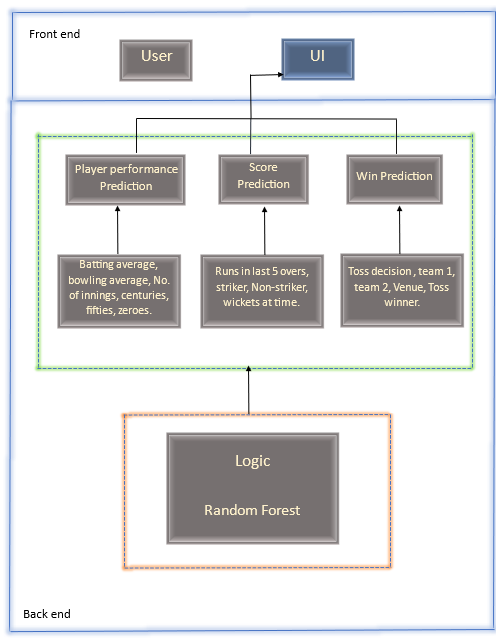 Front end
User
UI
Player performance
Prediction
Score
Prediction
Win Prediction
Batting average,
bowling average, No.
of innings, centuries,
fifties, zeroes.
Runs in last 5 overs,
striker, Non-striker,
wickets at time.
Toss decision , team 1,
team 2, Venue, Toss
winner.
Logic
Random Forest
Back end